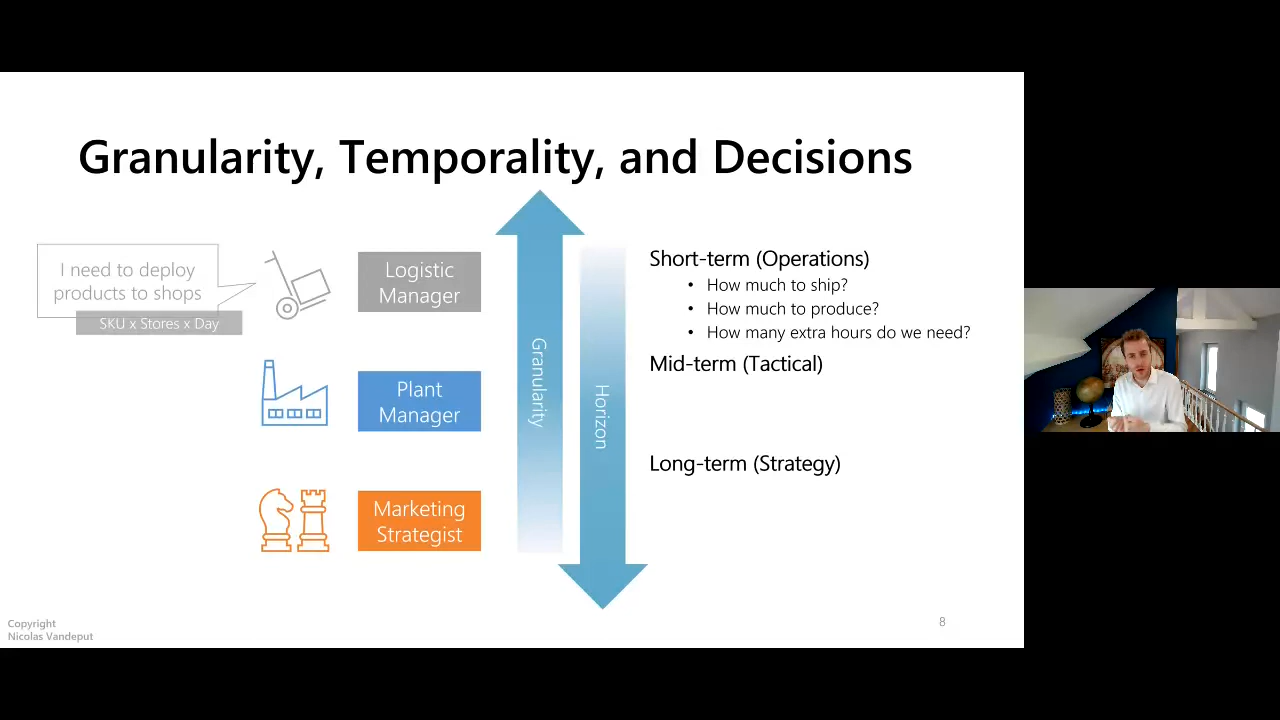 Granularity, Temporality, and Decisions
I need to deploy
products to shops
SKU x Stores x Day
Logistic
Manager
Plant
Manager
Marketing
Strategist
Granularity
Horizon
Short-term (Operations)
• How much to ship?
• How much to produce?
• How many extra hours do we need?
Mid-term (Tactical)
Long-term (Strategy)
Copyright
Nicolas Vandeput
8